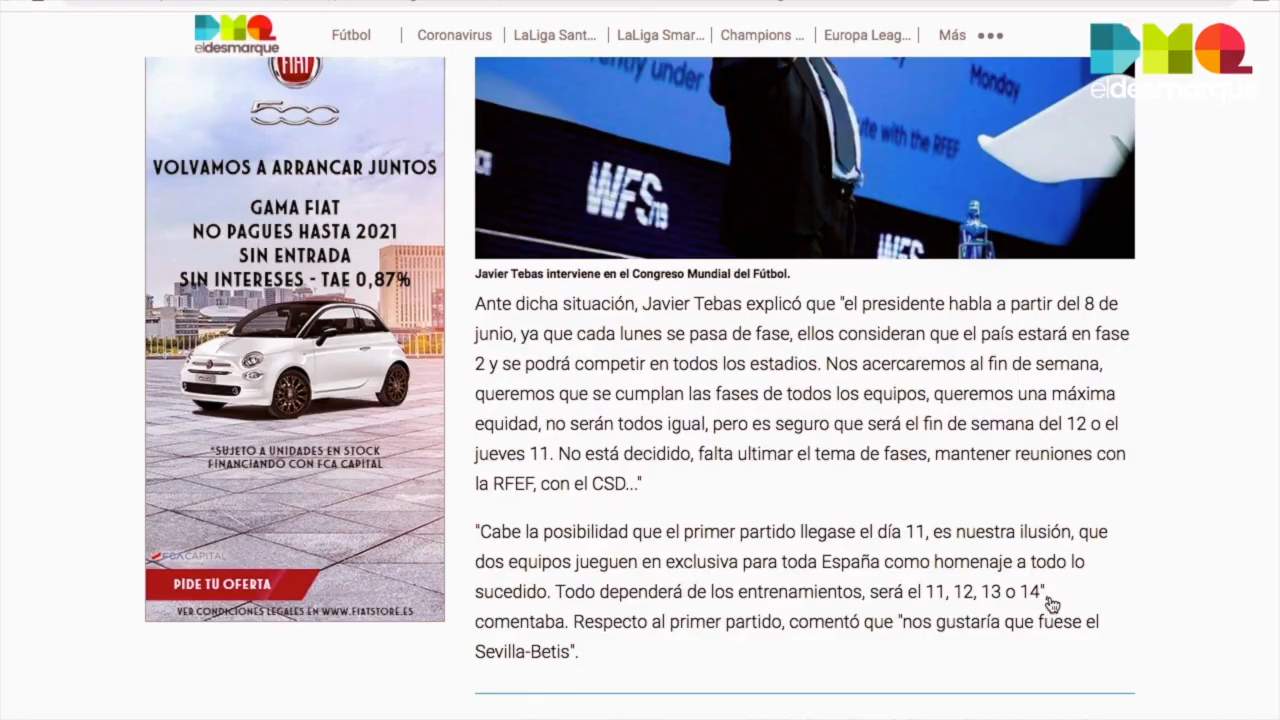 DMQ
eldesmarque
Fútbol
Coronavirus
LaLiga Sant...
LaLiga Smar...
Champions ...
Europa Leag...
Más
DMQ
eldesmarque
FIAT
500
VOLVAMOS A ARRANCAR JUNTOS
GAMA FIAT
NO PAGUES HASTA 2021
SIN ENTRADA
SIN INTERESES - TAE 0,87%
*SUJETO A UNIDADES EN STOCK
FINANCIANDO CON FCA CAPITAL
FCA CAPITAL
PIDE TU OFERTA
VER CONDICIONES LEGALES EN WWW.FIATSTORE.ES
under
Monday
with the RFEF
WFS19
WFS
Javier Tebas interviene en el Congreso Mundial del Fútbol.
Ante dicha situación, Javier Tebas explicó que "el presidente habla a partir del 8 de
junio, ya que cada lunes se pasa de fase, ellos consideran que el país estará en fase
2 y se podrá competir en todos los estadios. Nos acercaremos al fin de semana,
queremos que se cumplan las fases de todos los equipos, queremos una máxima
equidad, no serán todos igual, pero es seguro que será el fin de semana del 12 o el
jueves 11. No está decidido, falta ultimar el tema de fases, mantener reuniones con
la RFEF, con el CSD..."
"Cabe la posibilidad que el primer partido llegase el día 11, es nuestra ilusión, que
dos equipos jueguen en exclusiva para toda España como homenaje a todo lo
sucedido. Todo dependerá de los entrenamientos, será el 11, 12, 13 o 14",
comentaba. Respecto al primer partido, comentó que "nos gustaría que fuese el
Sevilla-Betis".